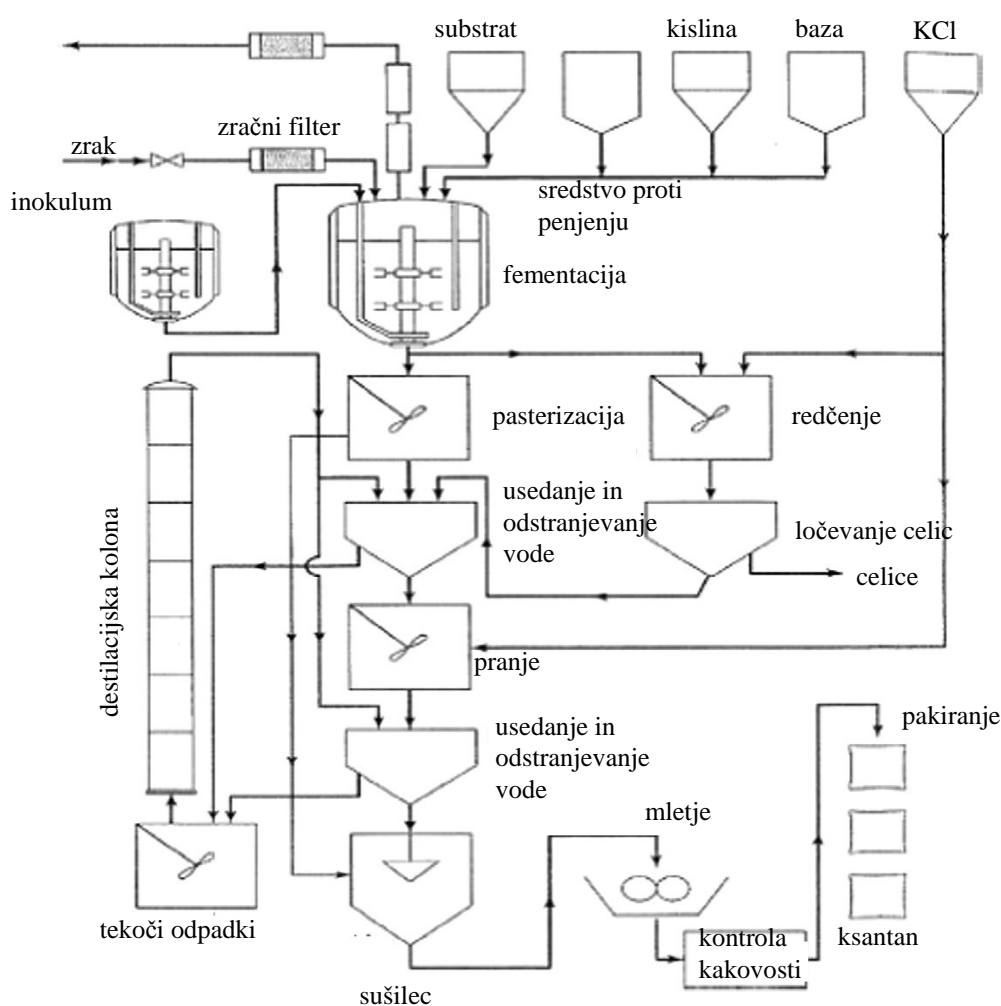 substrat
kislina
baza
KCl
zračni filter
zrak
sredstvo proti
penjenju
inokulum
fementacija
pasterizacija
redčenje
usedanje in
odstranjevanje
vode
ločevanje celic
celice
destilacijska kolona
pranje
usedanje in
odstranjevanje
vode
pakiranje
mletje
tekoči odpadki
kontrola
kakovosti
ksantan
sušilec